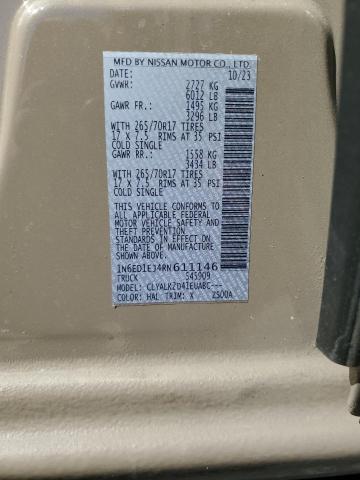 MFD BY NISSAN MOTOR CO., LTD.
DATE: 10/23
GVWR: 2727 KG
6012 LB
GAWR FR: 1495 KG
3296 LB
WITH 265/70R17 TIRES
17 X 7.5 RIMS AT 35 PSI
COLD SINGLE
GAWR RR.: 1558 KG
3434 LB
WITH 265/70R17 TIRES
17 X 7.5 RIMS AT 35 PSI
COLD SINGLE
THIS VEHICLE CONFORMS TO ALL
APPLICABLE FEDERAL
MOTOR VEHICLE SAFETY
STANDARDS IN EFFECT ON
THE DATE OF MANUFACTURE
SHOWN ABOVE.
1N6ED1EJ4RN611146
TRUCK 545909
MODEL: CLYALKZD41EUABC---
COLOR: HAL TRIM: X 2500A